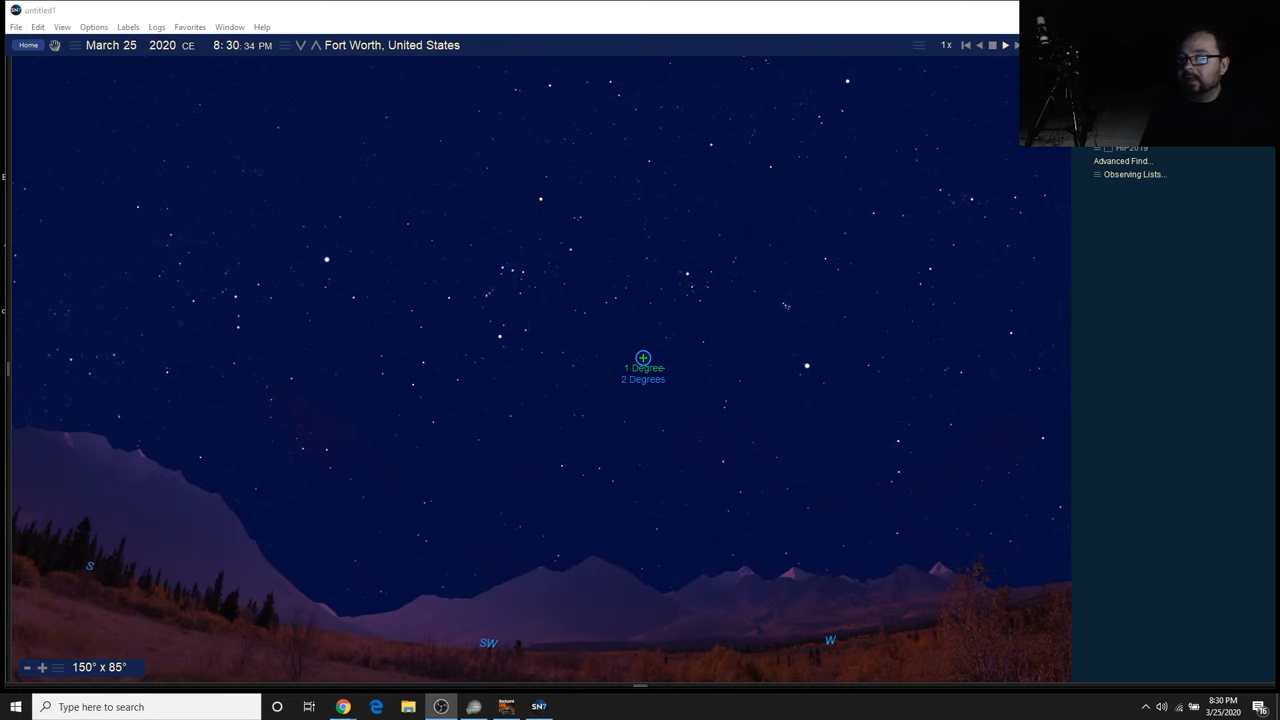 SN7 untitled1
File Edit View Options Labels Logs Favorites Window Help
Home March 25 2020 CE 8: 30: 34 PM Fort Worth, United States 1x
Advanced Find...
Observing Lists...
1 Degree
2 Degrees
S
SW
W
150° x 85°
Type here to search
SN7
8:30 PM
3/25/2020